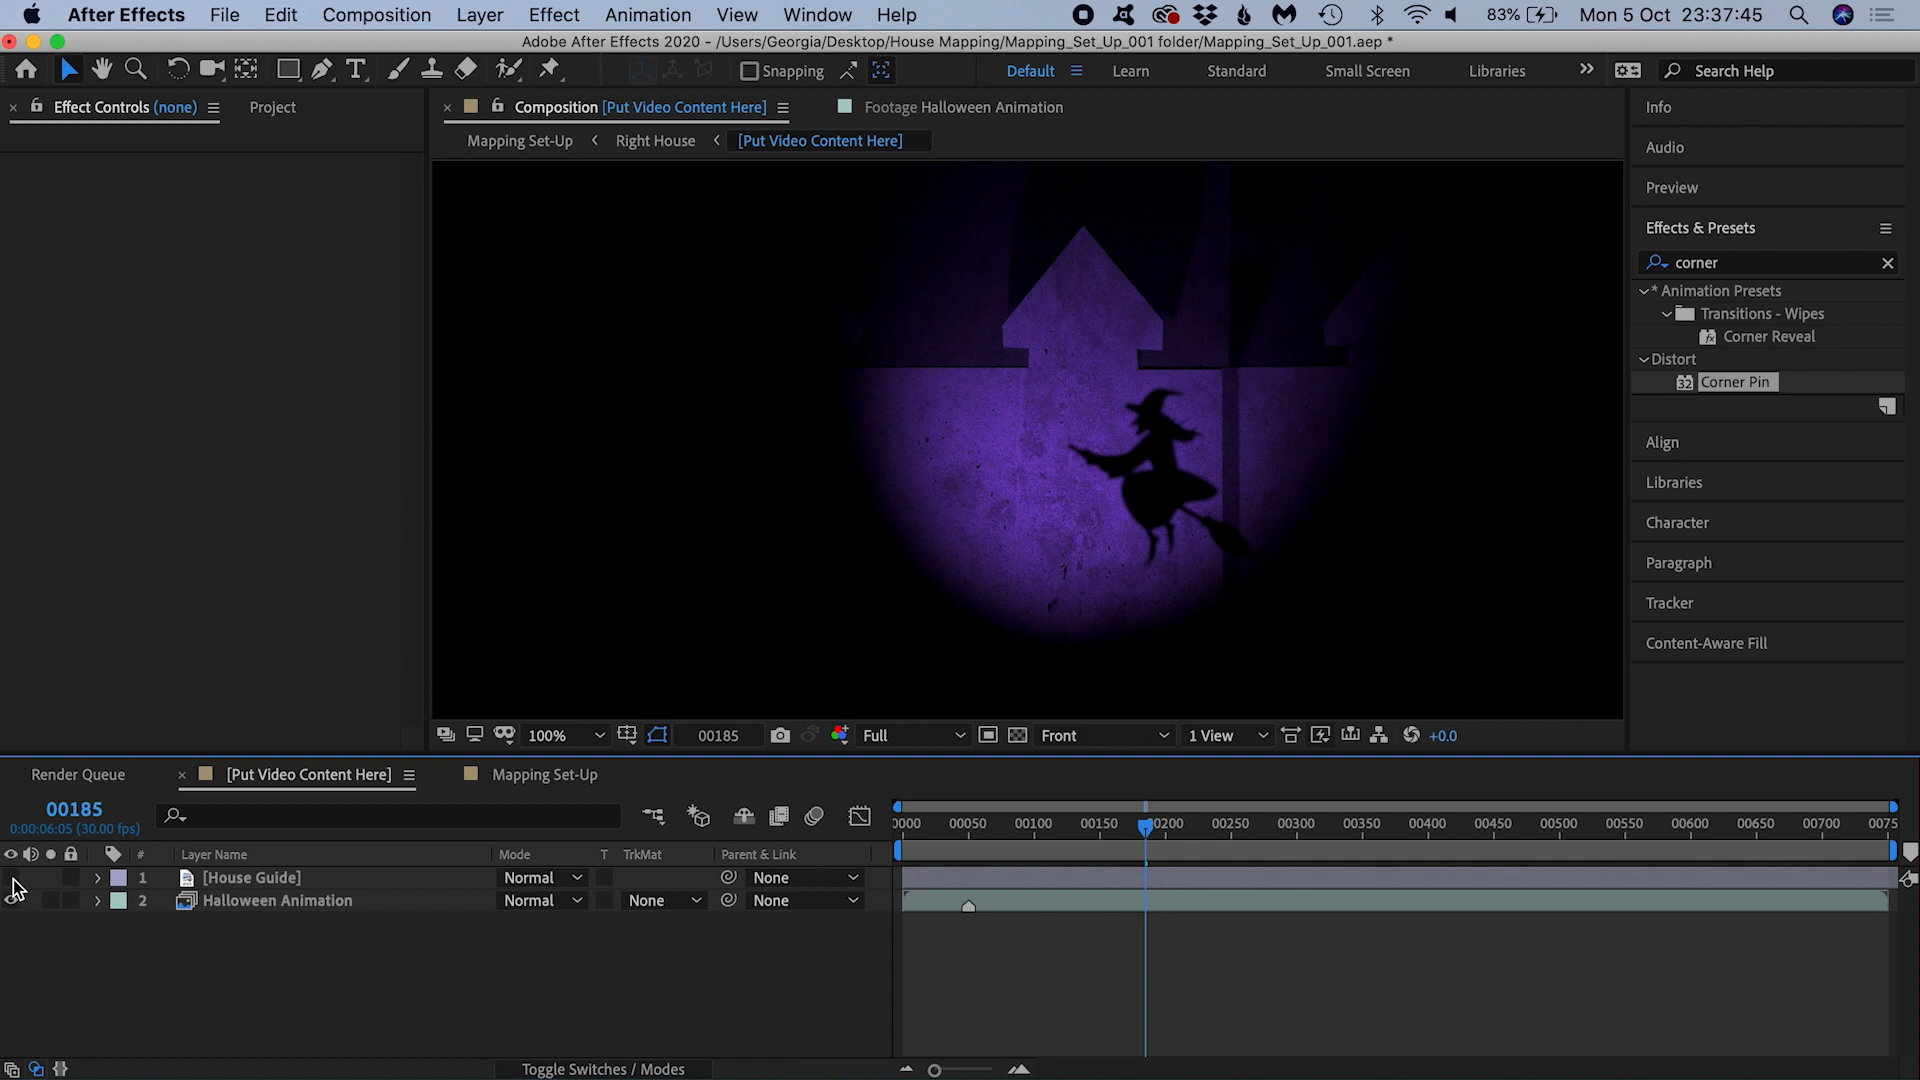 After Effects File Edit Composition Layer Effect Animation View Window Help 83% Mon 5 Oct 23:37:45
Adobe After Effects 2020 - /Users/Georgia/Desktop/House Mapping/Mapping_Set_Up_001 folder/Mapping_Set_Up_001.aep *
Snapping Default Learn Standard Small Screen Libraries Search Help
Effect Controls (none) Project
Composition [Put Video Content Here] Footage Halloween Animation
Mapping Set-Up Right House [Put Video Content Here]
Info
Audio
Preview
Effects & Presets
corner
* Animation Presets
Transitions - Wipes
Corner Reveal
Distort
32 Corner Pin
Align
Libraries
Character
Paragraph
Tracker
Content-Aware Fill
100% 00185 Full Front 1 View +0.0
Render Queue [Put Video Content Here] Mapping Set-Up
00185
0:00:06:05 (30.00 fps)
0000 00050 00100 00150 00200 00250 00300 00350 00400 00450 00500 00550 00600 00650 00700 0075
# Layer Name Mode T TrkMat Parent & Link
1 [House Guide] Normal None
2 Halloween Animation Normal None None
Toggle Switches / Modes